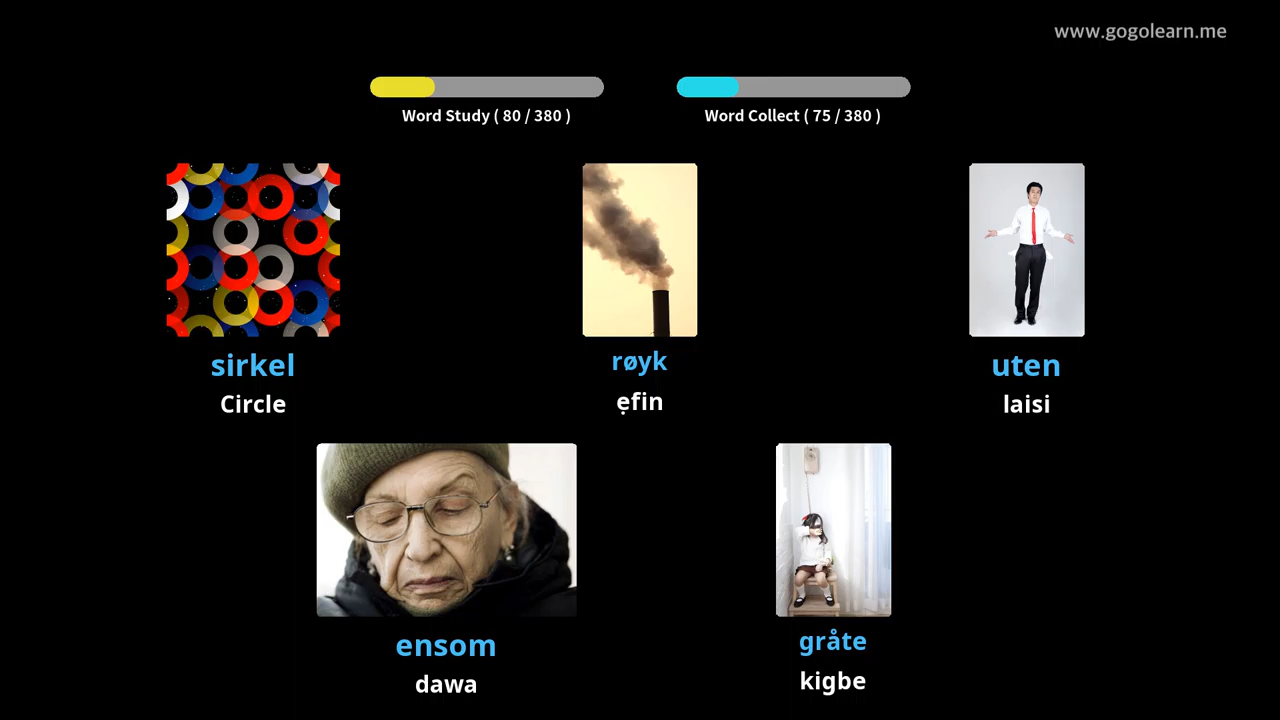 www.gogolearn.me
Word Study ( 80 / 380 )
Word Collect ( 75 / 380 )
sirkel
Circle
røyk
ẹfin
uten
laisi
ensom
dawa
gråte
kigbe